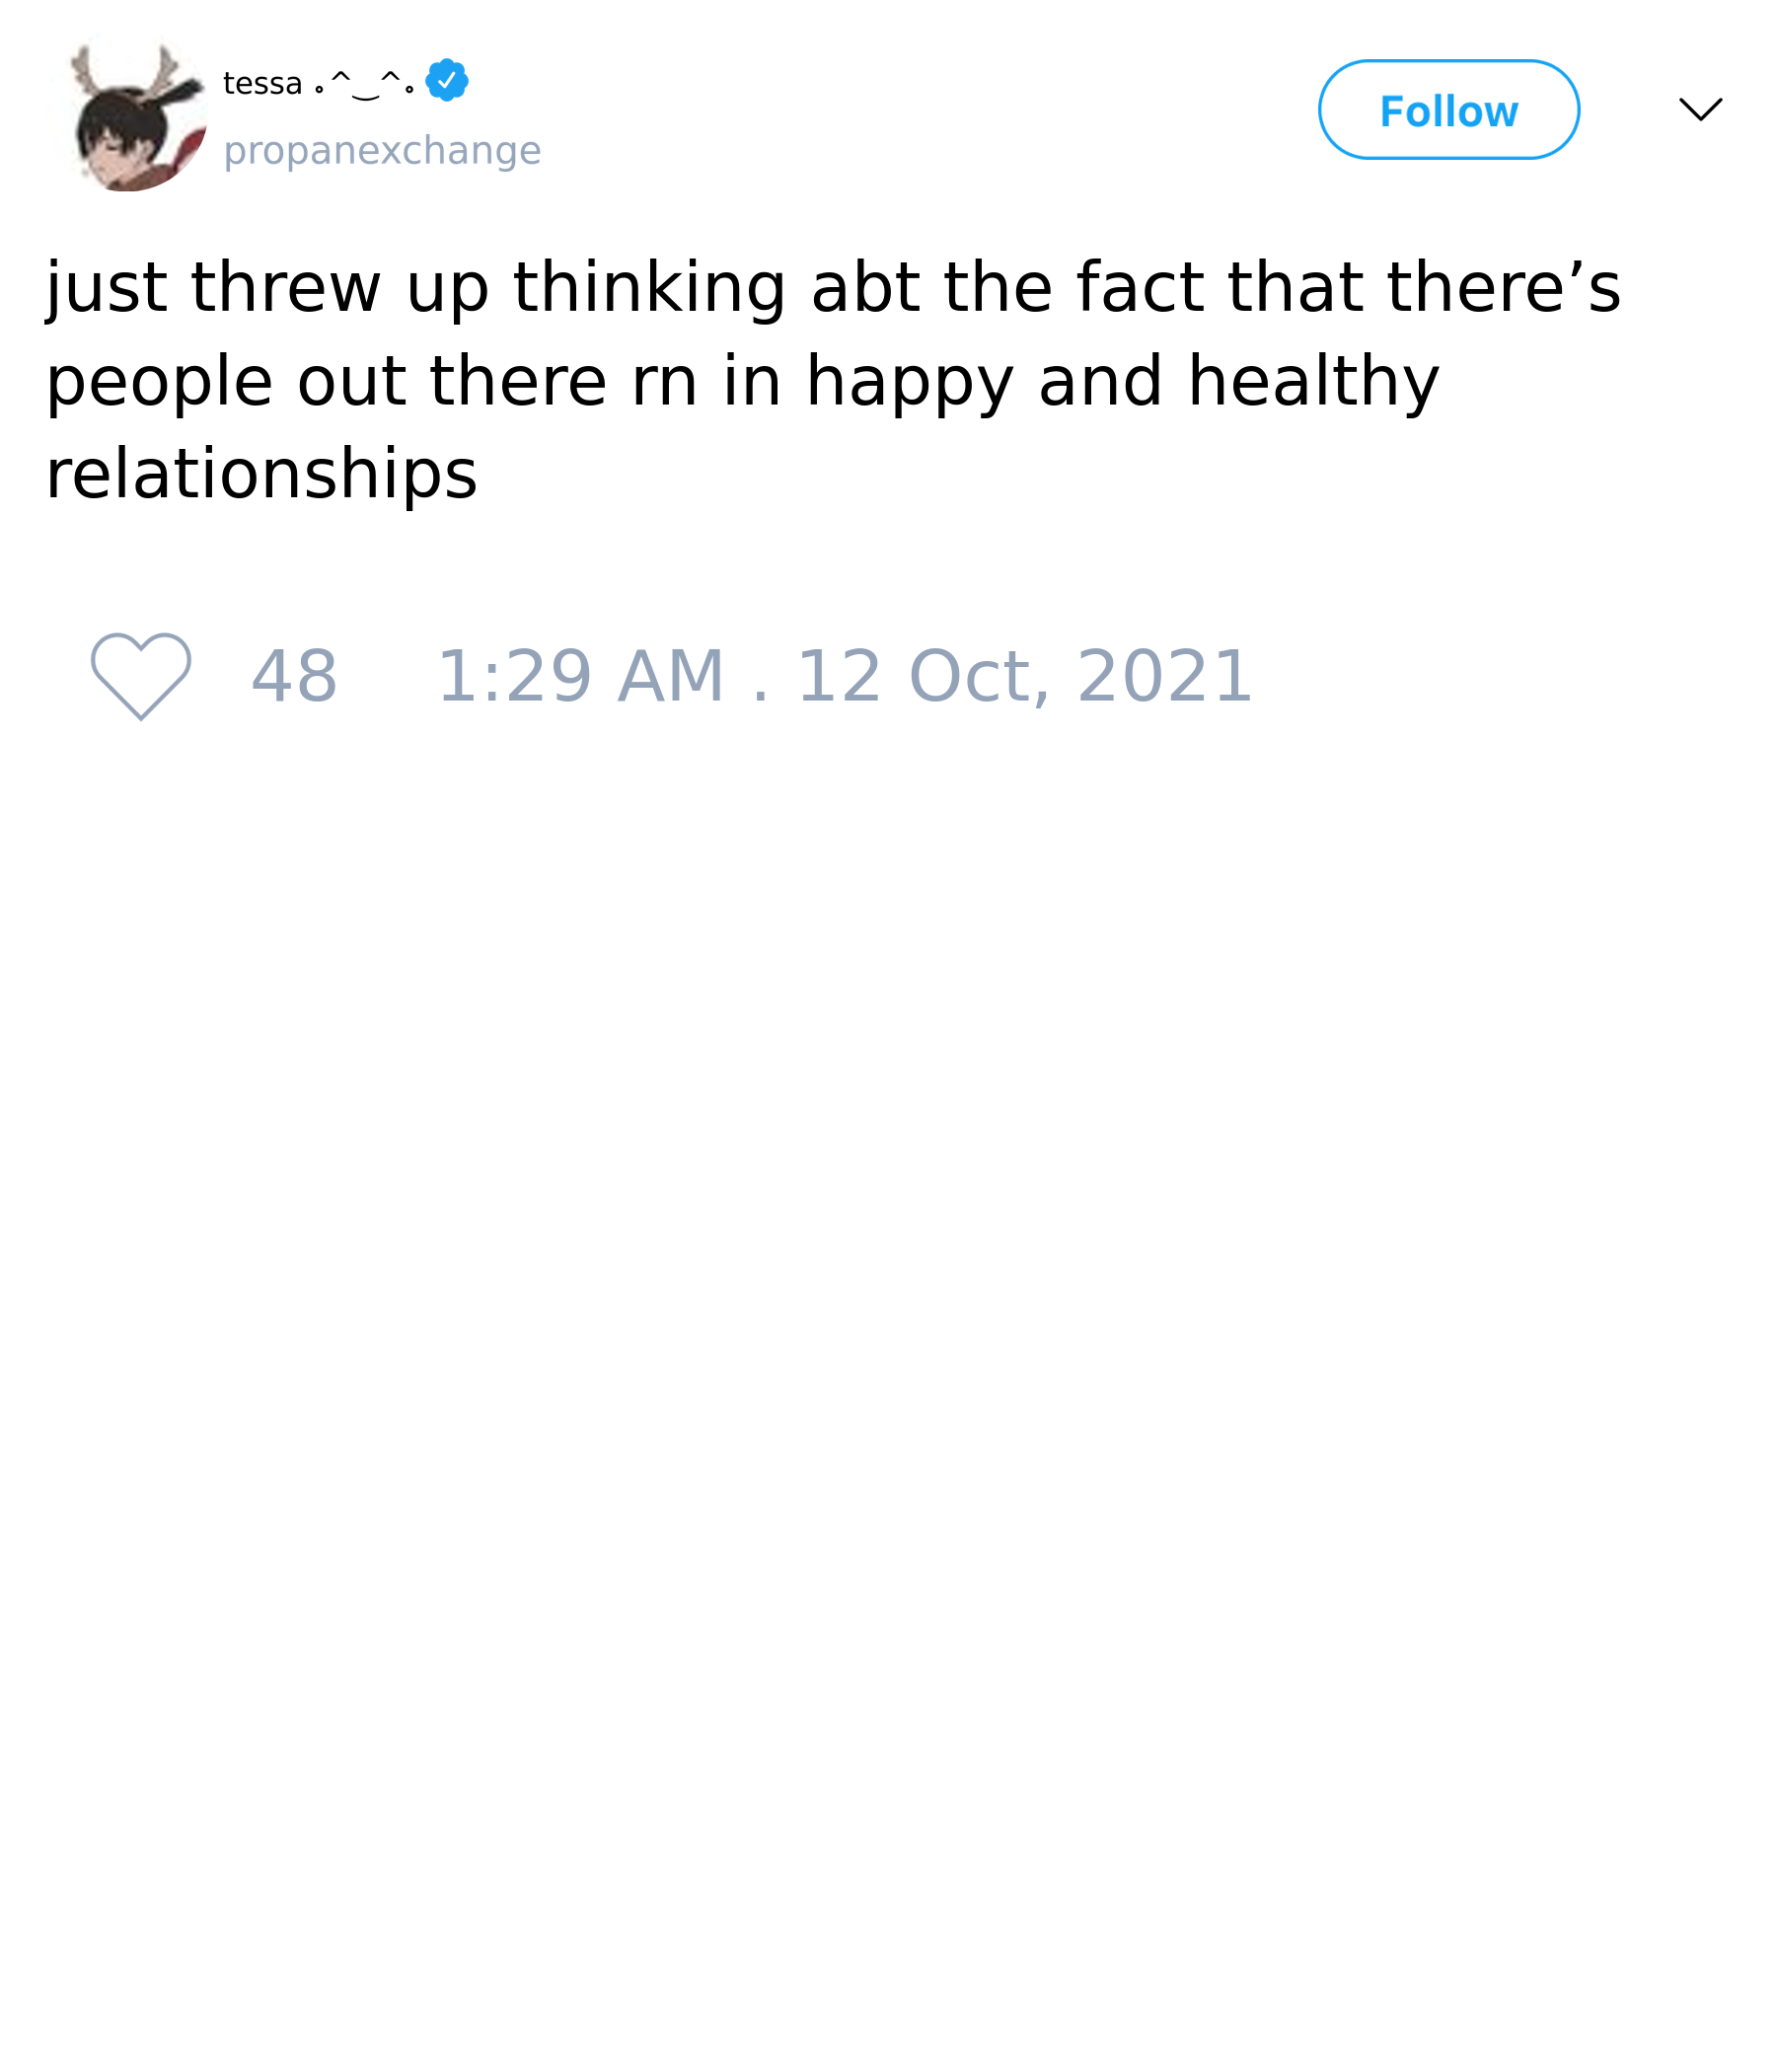 tessa ｡^‿^｡
propanexchange
Follow
just threw up thinking abt the fact that there’s
people out there rn in happy and healthy
relationships
48 1:29 AM . 12 Oct, 2021